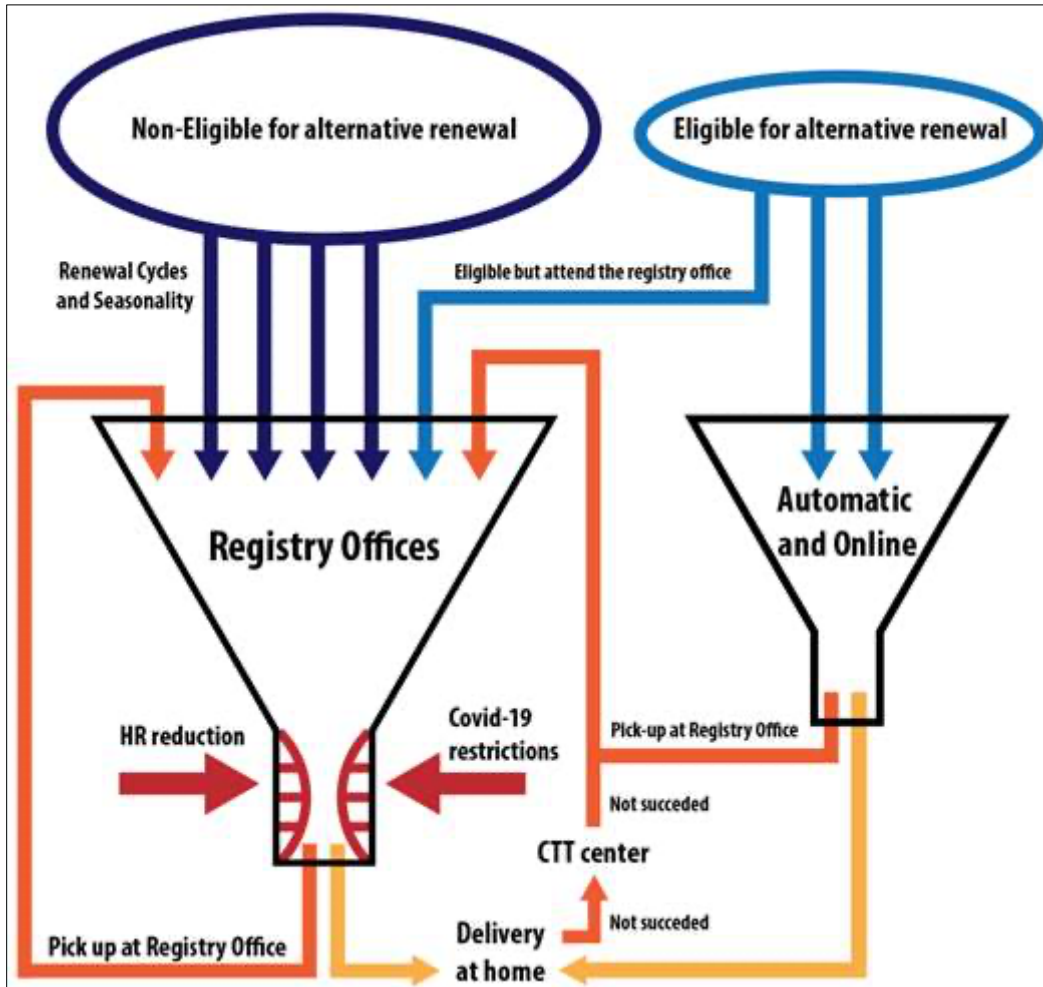 Non-Eligible for alternative renewal
Eligible for alternative renewal
Renewal Cycles
and Seasonality
Eligible but attend the registry office
Registry Offices
Automatic
and Online
HR reduction
Covid-19
restrictions
Pick-up at Registry Office
Not succeded
CTT center
Not succeded
Delivery
at home
Pick up at Registry Office